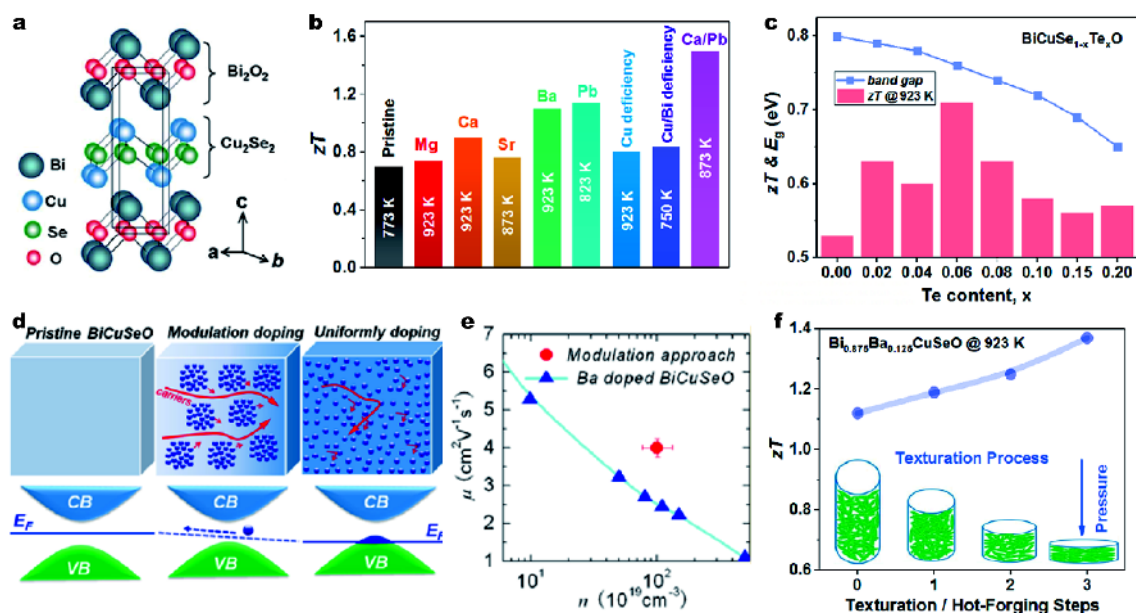 a
Bi2O2
Cu2Se2
Bi
Cu
Se
O
c
a
b
b
zT
1.6
1.2
0.8
0.4
0.0
Pristine
773 K
Mg
923 K
Ca
923 K
Sr
873 K
Ba
923 K
Pb
823 K
Cu deficiency
923 K
Cu/Bi deficiency
750 K
Ca/Pb
873 K
c
BiCuSe1-xTexO
band gap
zT @ 923 K
zT & Eg (eV)
0.8
0.7
0.6
0.5
0.00 0.02 0.04 0.06 0.08 0.10 0.15 0.20
Te content, x
d
Pristine BiCuSeO
Modulation doping
Uniformly doping
carriers
CB
CB
CB
EF
EF
VB
VB
VB
e
Modulation approach
Ba doped BiCuSeO
μ (cm2V-1s-1)
7
6
5
4
3
2
1
10^1
10^2
n (10^19cm-3)
f
Bi0.875Ba0.125CuSeO @ 923 K
zT
1.4
1.2
1.0
0.8
0.6
Texturation Process
Pressure
0 1 2 3
Texturation / Hot-Forging Steps